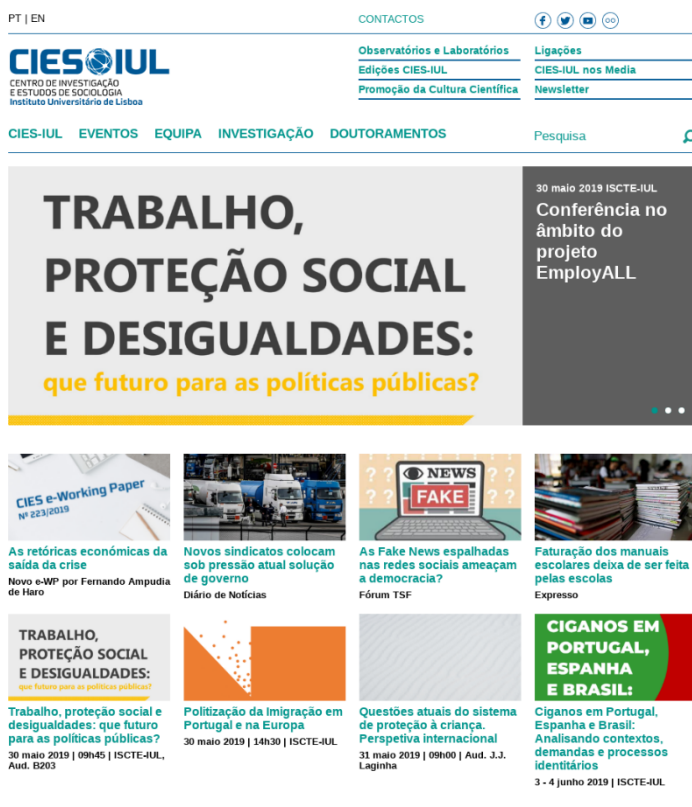 PT | EN
CONTACTOS
CIES IUL
CENTRO DE INVESTIGAÇÃO
E ESTUDOS DE SOCIOLOGIA
Instituto Universitário de Lisboa
Observatórios e Laboratórios
Edições CIES-IUL
Promoção da Cultura Científica
Ligações
CIES-IUL nos Media
Newsletter
CIES-IUL EVENTOS EQUIPA INVESTIGAÇÃO DOUTORAMENTOS
Pesquisa
TRABALHO,
PROTEÇÃO SOCIAL
E DESIGUALDADES:
que futuro para as políticas públicas?
30 maio 2019 ISCTE-IUL
Conferência no
âmbito do
projeto
EmployALL
CIES e-Working Paper
Nº 223/2019
As retóricas económicas da
saída da crise
Novo e-WP por Fernando Ampudia
de Haro
Novos sindicatos colocam
sob pressão atual solução
de governo
Diário de Notícias
NEWS
FAKE
As Fake News espalhadas
nas redes sociais ameaçam
a democracia?
Fórum TSF
Faturação dos manuais
escolares deixa de ser feita
pelas escolas
Expresso
TRABALHO,
PROTEÇÃO SOCIAL
E DESIGUALDADES:
que futuro para as políticas públicas?
Trabalho, proteção social e
desigualdades: que futuro
para as políticas públicas?
30 maio 2019 | 09h45 | ISCTE-IUL,
Aud. B203
Politização da Imigração em
Portugal e na Europa
30 maio 2019 | 14h30 | ISCTE-IUL
Questões atuais do sistema
de proteção à criança.
Perspetiva internacional
31 maio 2019 | 09h00 | Aud. J.J.
Laginha
CIGANOS EM
PORTUGAL,
ESPANHA
E BRASIL:
Ciganos em Portugal,
Espanha e Brasil:
Analisando contextos,
demandas e processos
identitários
3 - 4 junho 2019 | ISCTE-IUL